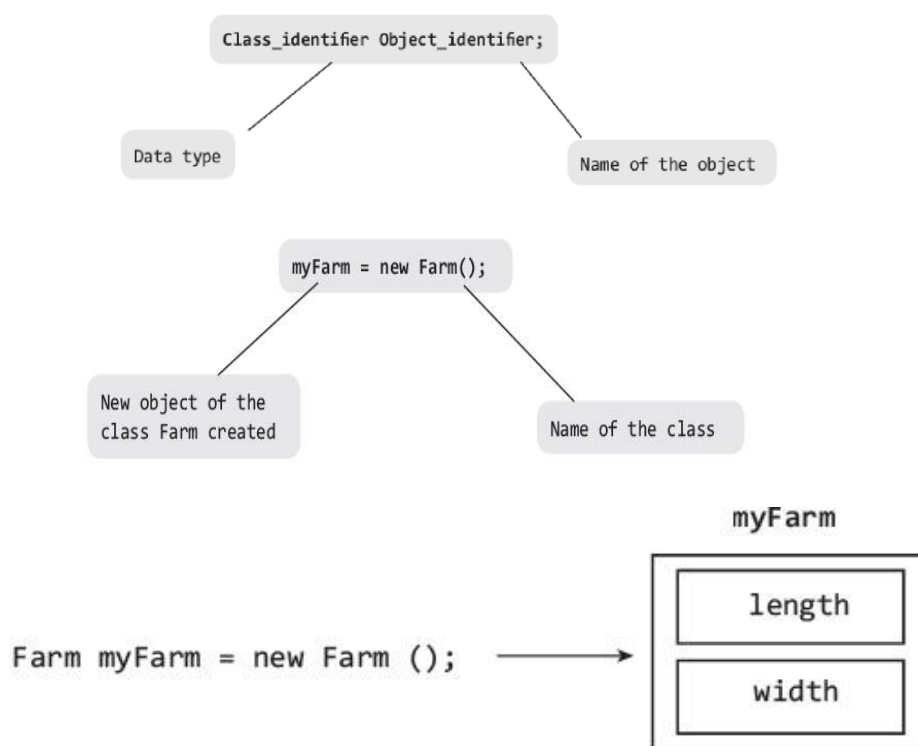 Class_identifier Object_identifier;
Data type
Name of the object
myFarm = new Farm();
New object of the
class Farm created
Name of the class
myFarm
length
Farm myFarm = new Farm ();
width